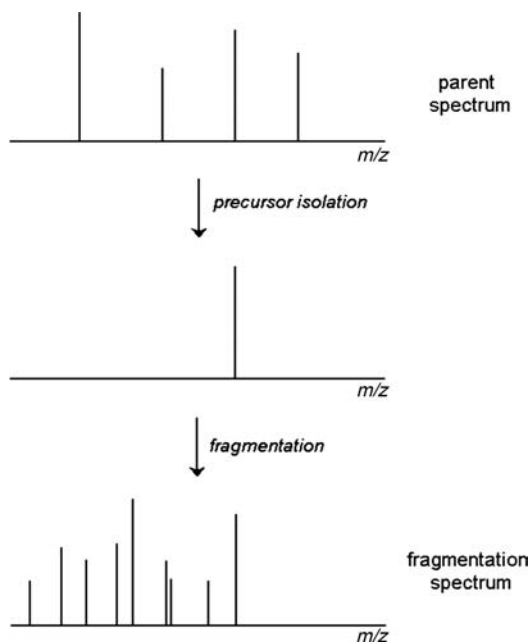 parent
spectrum
m/z
precursor isolation
m/z
fragmentation
fragmentation
spectrum
m/z